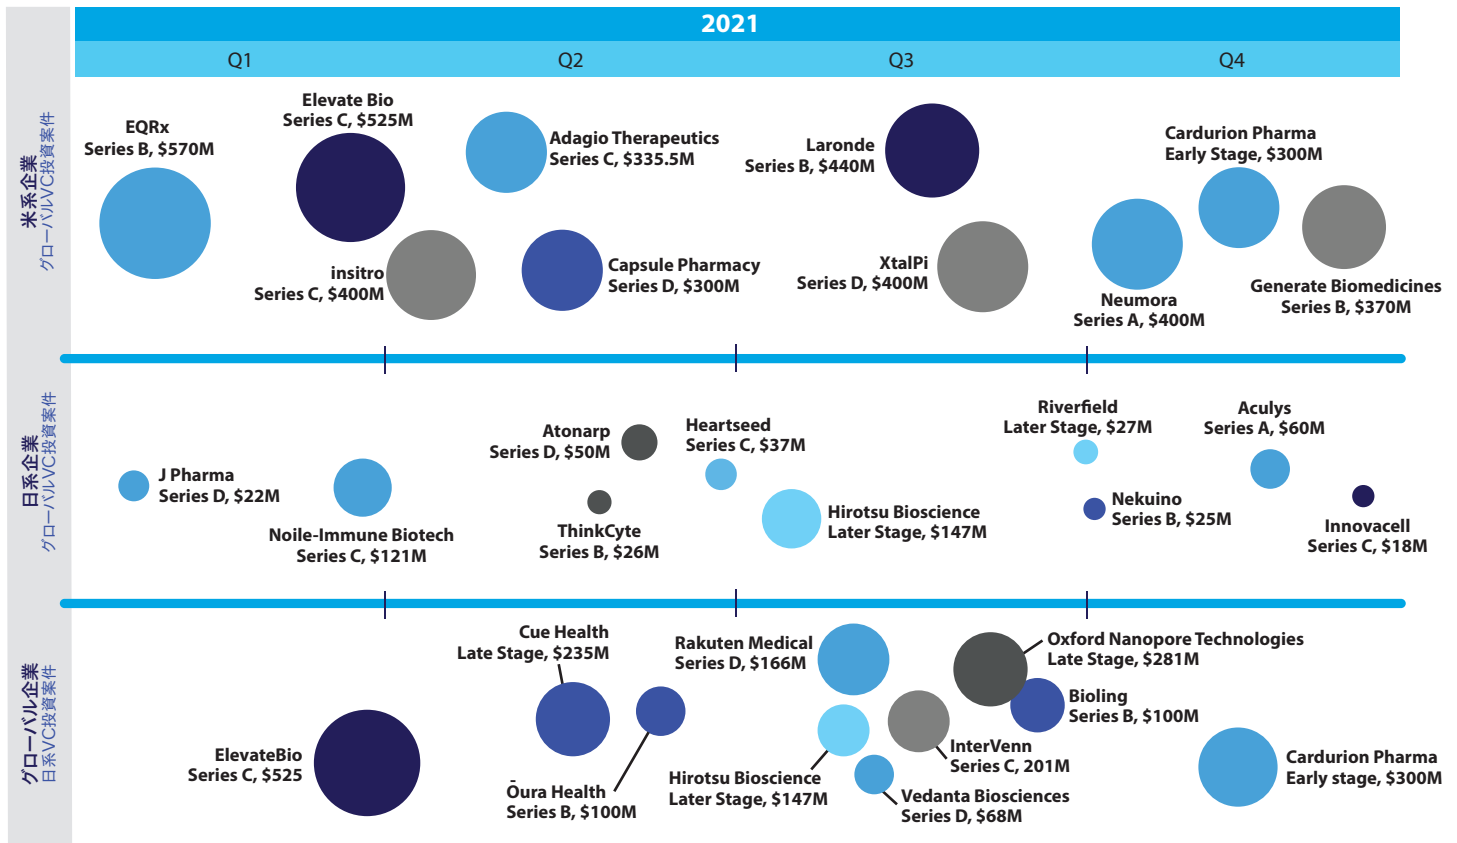 2021
Q1
Q2
Q3
Q4
米系企業
グローバルVC投資案件
EQRx
Series B, $570M
Elevate Bio
Series C, $525M
insitro
Series C, $400M
Adagio Therapeutics
Series C, $335.5M
Capsule Pharmacy
Series D, $300M
Laronde
Series B, $440M
XtalPi
Series D, $400M
Neumora
Series A, $400M
Cardurion Pharma
Early Stage, $300M
Generate Biomedicines
Series B, $370M
日系企業
グローバルVC投資案件
J Pharma
Series D, $22M
Noile-Immune Biotech
Series C, $121M
Atonarp
Series D, $50M
ThinkCyte
Series B, $26M
Heartseed
Series C, $37M
Hirotsu Bioscience
Later Stage, $147M
Riverfield
Later Stage, $27M
Nekuino
Series B, $25M
Aculys
Series A, $60M
Innovacell
Series C, $18M
グローバル企業
日系VC投資案件
ElevateBio
Series C, $525
Cue Health
Late Stage, $235M
Ōura Health
Series B, $100M
Rakuten Medical
Series D, $166M
Hirotsu Bioscience
Later Stage, $147M
Vedanta Biosciences
Series D, $68M
InterVenn
Series C, 201M
Oxford Nanopore Technologies
Late Stage, $281M
Bioling
Series B, $100M
Cardurion Pharma
Early stage, $300M